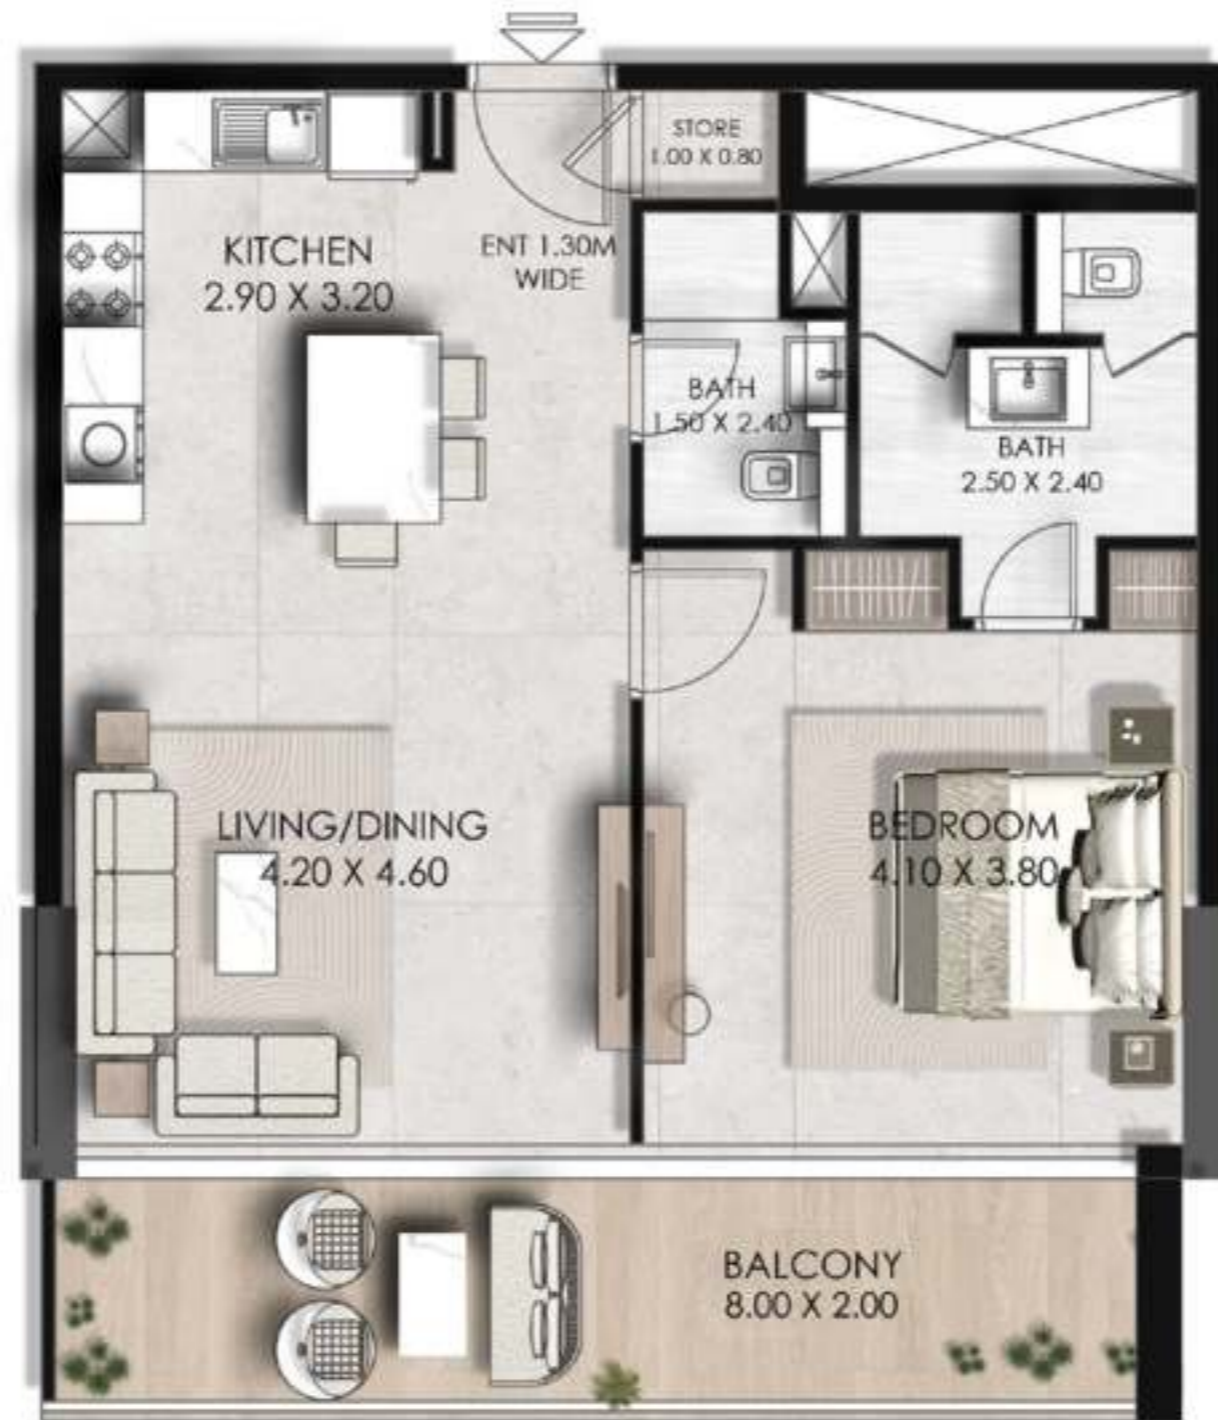 STORE
1.00 X 0.80
KITCHEN
2.90 X 3.20
ENT 1.30M
WIDE
BATH
1.50 X 2.40
BATH
2.50 X 2.40
LIVING/DINING
4.20 X 4.60
BEDROOM
4.10 X 3.80
BALCONY
8.00 X 2.00